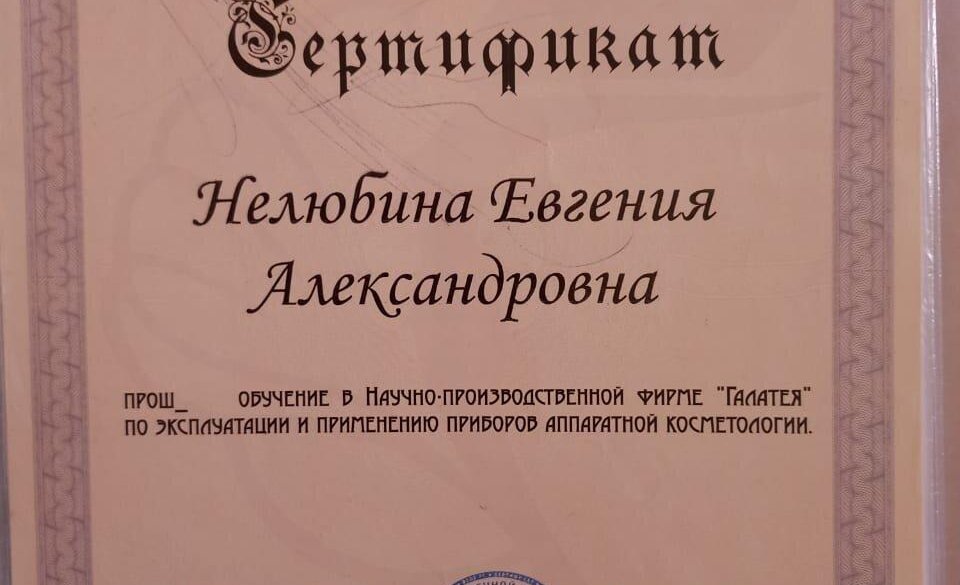 Сертификат
Нелюбина Евгения
Александровна
ПРОШ_ ОБУЧЕНИЕ В НАУЧНО-ПРОИЗВОДСТВЕННОЙ ФИРМЕ "ГАЛАТЕЯ"
ПО ЭКСПЛУАТАЦИИ И ПРИМЕНЕНИЮ ПРИБОРОВ АППАРАТНОЙ КОСМЕТОЛОГИИ.